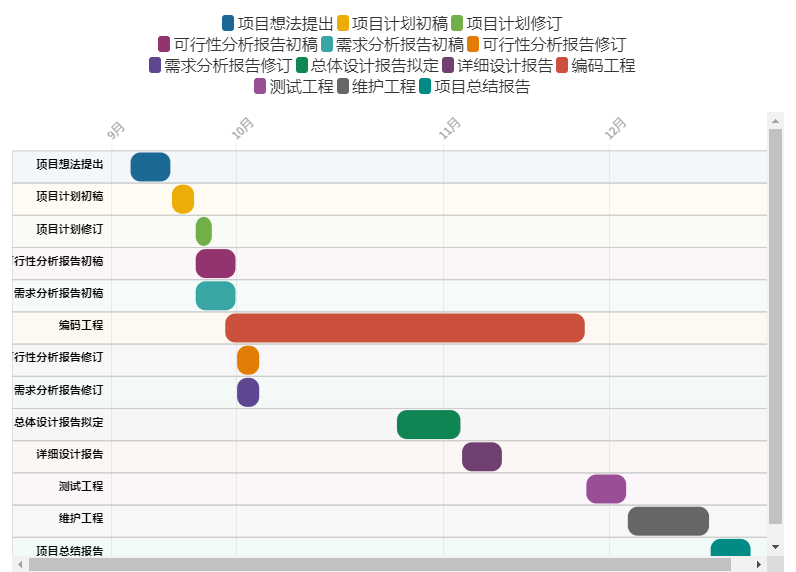 项目想法提出 项目计划初稿 项目计划修订
可行性分析报告初稿 需求分析报告初稿 可行性分析报告修订
需求分析报告修订 总体设计报告拟定 详细设计报告 编码工程
测试工程 维护工程 项目总结报告
9月 10月 11月 12月
项目想法提出
项目计划初稿
项目计划修订
行性分析报告初稿
需求分析报告初稿
编码工程
行性分析报告修订
需求分析报告修订
总体设计报告拟定
详细设计报告
测试工程
维护工程
项目总结报告